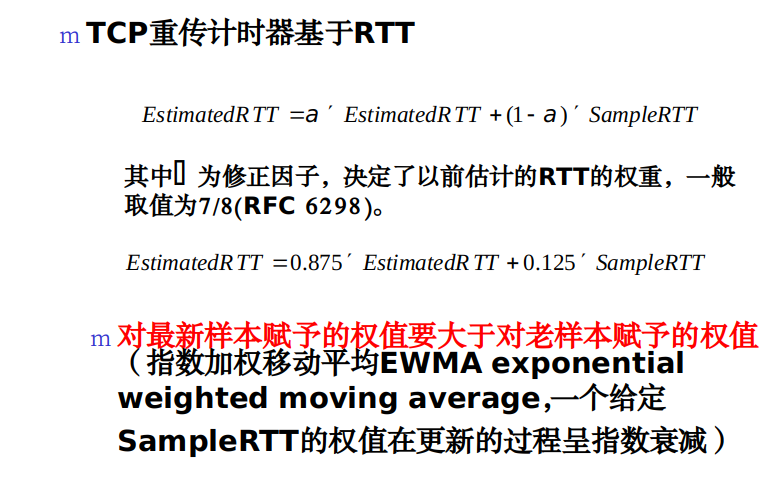 m TCP重传计时器基于RTT
EstimatedRTT =a ´ EstimatedRTT + (1- a) ´ SampleRTT
其中▯ 为修正因子，决定了以前估计的RTT的权重，一般
取值为7/8(RFC 6298)。
EstimatedRTT =0.875´ EstimatedRTT +0.125´ SampleRTT
m 对最新样本赋予的权值要大于对老样本赋予的权值
（指数加权移动平均EWMA exponential
weighted moving average,一个给定
SampleRTT的权值在更新的过程呈指数衰减）